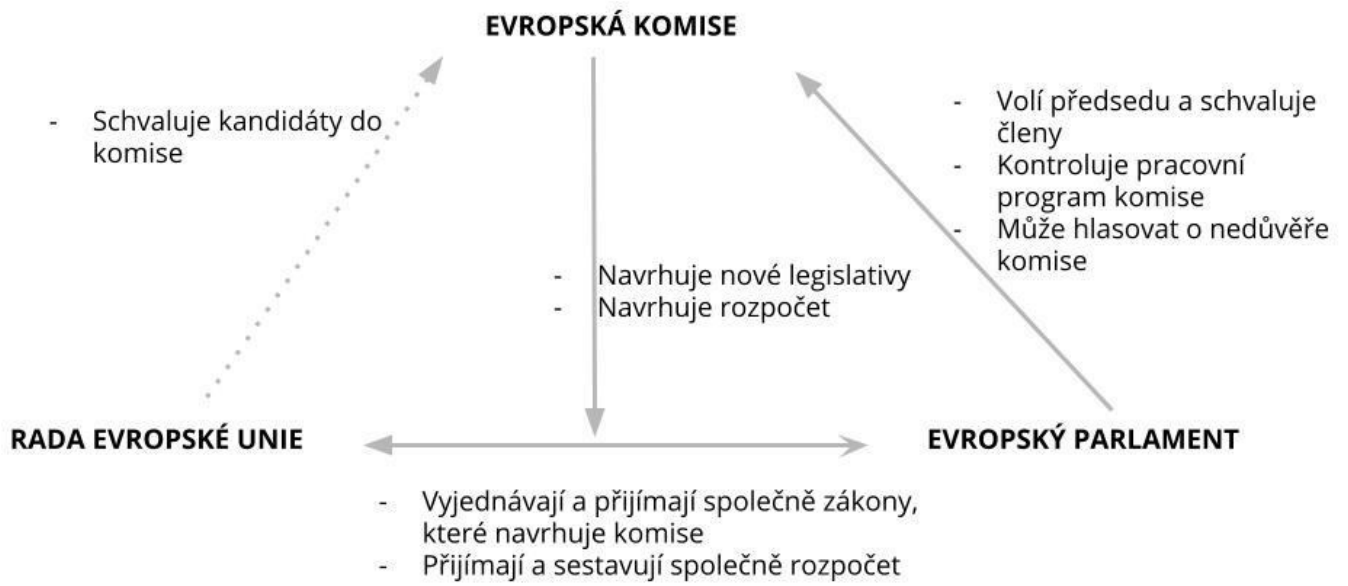 EVROPSKÁ KOMISE
- Schvaluje kandidáty do
komise
- Volí předsedu a schvaluje
členy
- Kontroluje pracovní
program komise
- Může hlasovat o nedůvěře
komise
- Navrhuje nové legislativy
- Navrhuje rozpočet
RADA EVROPSKÉ UNIE
EVROPSKÝ PARLAMENT
- Vyjednávají a přijímají společně zákony,
které navrhuje komise
- Přijímají a sestavují společně rozpočet